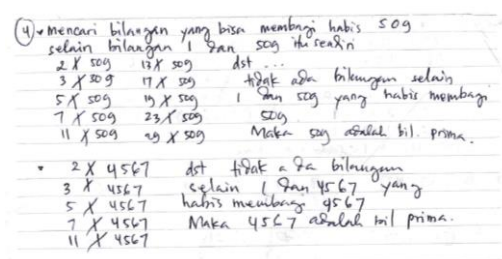 ④ • mencari bilangan yang bisa membagi habis 509
selain bilangan 1 dan 509 itu sendiri
2 X 509 13 X 509 dst ...
3 X 509 17 X 509 tidak ada bilangan selain
5 X 509 19 X 509 1 dan 509 yang habis membagi
7 X 509 23 X 509 509
11 X 509 29 X 509 Maka 509 adalah bil. prima.
• 2 X 4567 dst tidak ada bilangan
3 X 4567 selain 1 dan 4567 yang
5 X 4567 habis membagi 4567
7 X 4567 Maka 4567 adalah bil prima.
11 X 4567